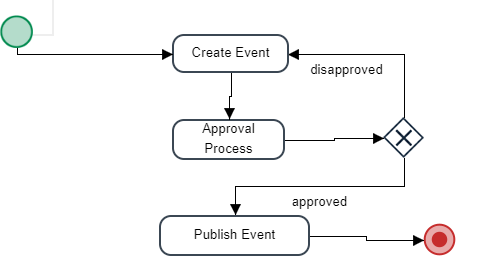 Create Event
disapproved
Approval
Process
approved
Publish Event